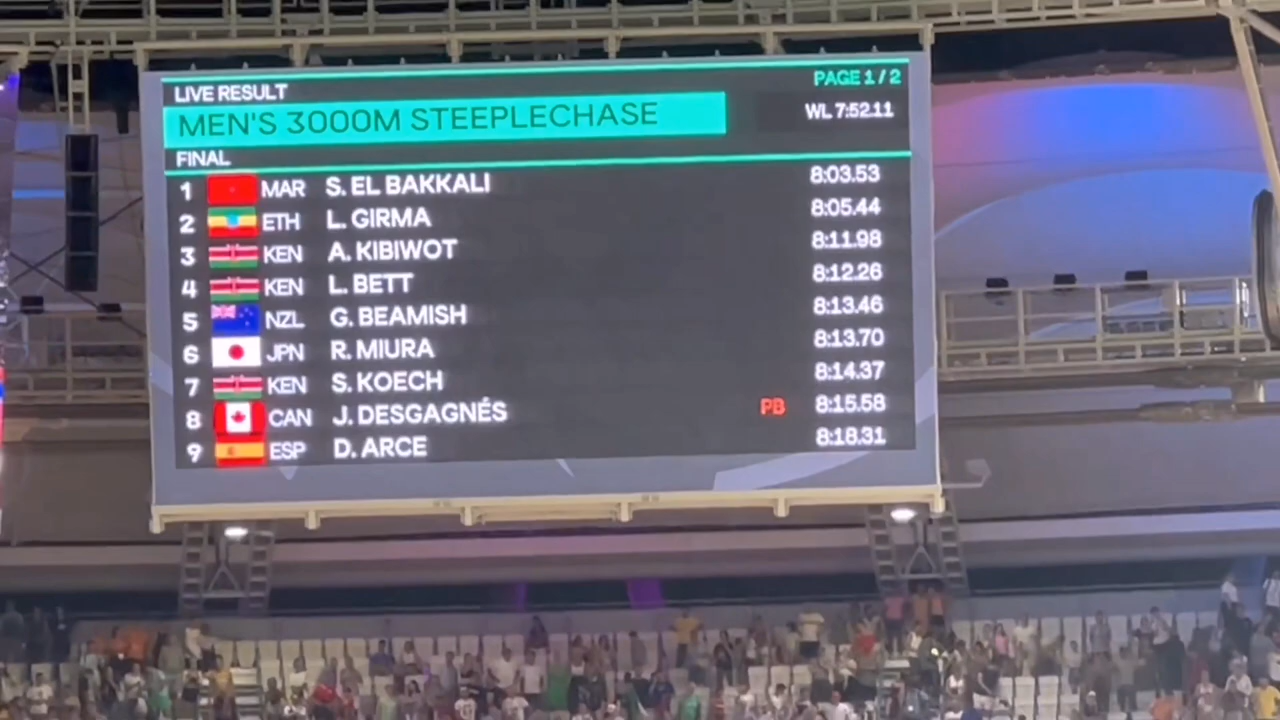 LIVE RESULT PAGE 1 / 2
MEN'S 3000M STEEPLECHASE WL 7:52.11
FINAL
1 MAR S. EL BAKKALI 8:03.53
2 ETH L. GIRMA 8:05.44
3 KEN A. KIBIWOT 8:11.98
4 KEN L. BETT 8:12.26
5 NZL G. BEAMISH 8:13.46
6 JPN R. MIURA 8:13.70
7 KEN S. KOECH 8:14.37
8 CAN J. DESGAGNÉS PB 8:15.58
9 ESP D. ARCE 8:18.31